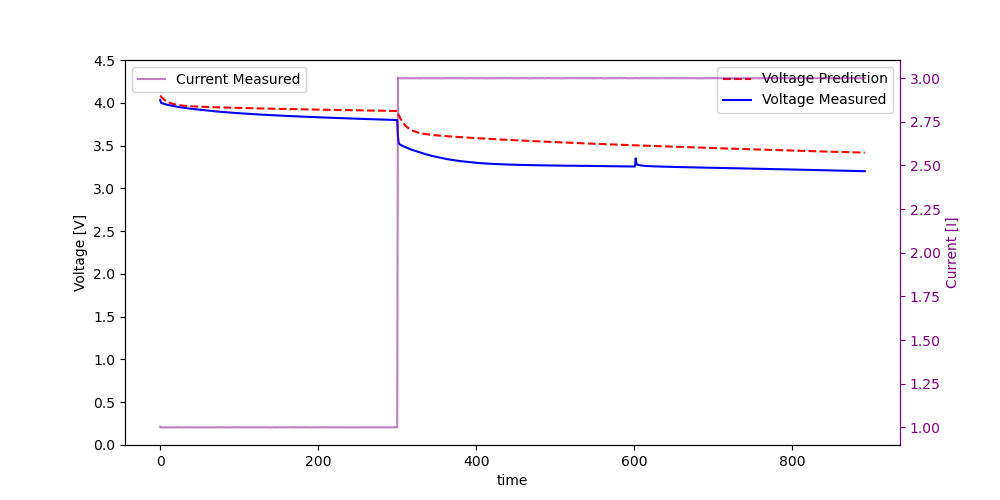 Current Measured
Voltage Prediction
Voltage Measured
Voltage [V]
4.5
4.0
3.5
3.0
2.5
2.0
1.5
1.0
0.5
0.0
3.00
2.75
2.50
2.25
2.00
1.75
1.50
1.25
1.00
Current [I]
0 200 400 600 800
time